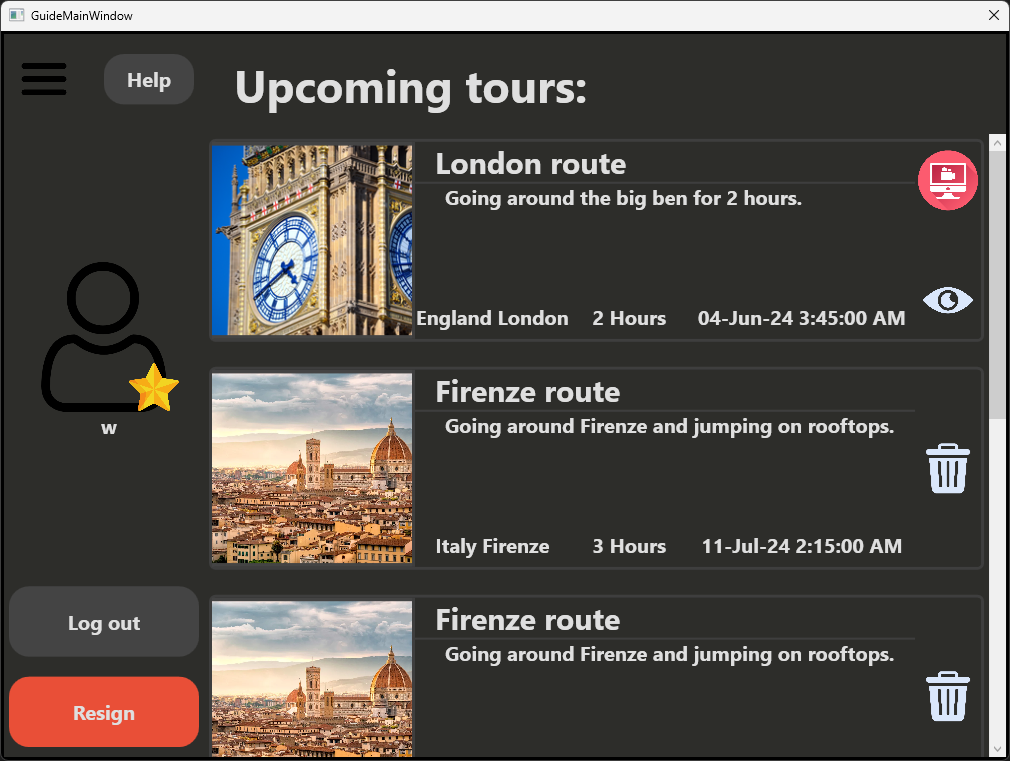 GuideMainWindow
Help
Upcoming tours:
London route
Going around the big ben for 2 hours.
England London 2 Hours 04-Jun-24 3:45:00 AM
Firenze route
Going around Firenze and jumping on rooftops.
Italy Firenze 3 Hours 11-Jul-24 2:15:00 AM
Firenze route
Going around Firenze and jumping on rooftops.
w
Log out
Resign